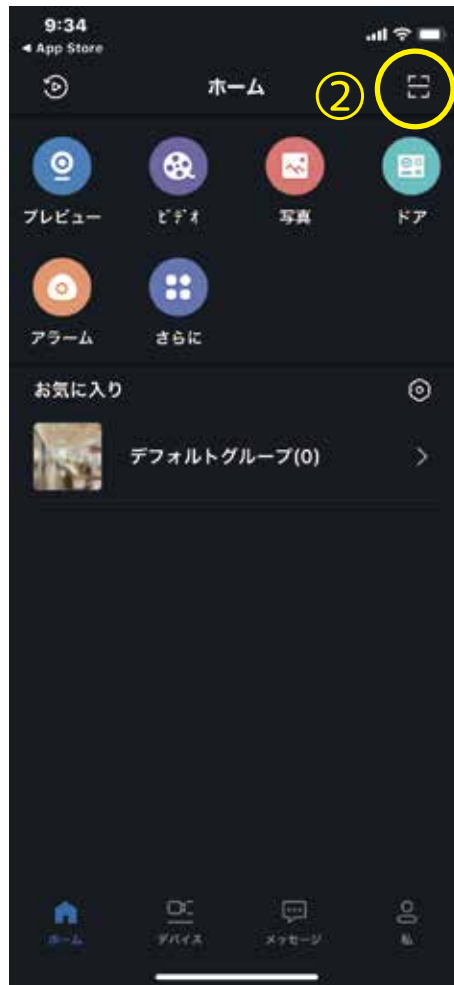 9:34
◀ App Store
ホーム
②
プレビュー
ビデオ
写真
ドア
アラーム
さらに
お気に入り
デフォルトグループ(0)
ホーム
デバイス
メッセージ
私